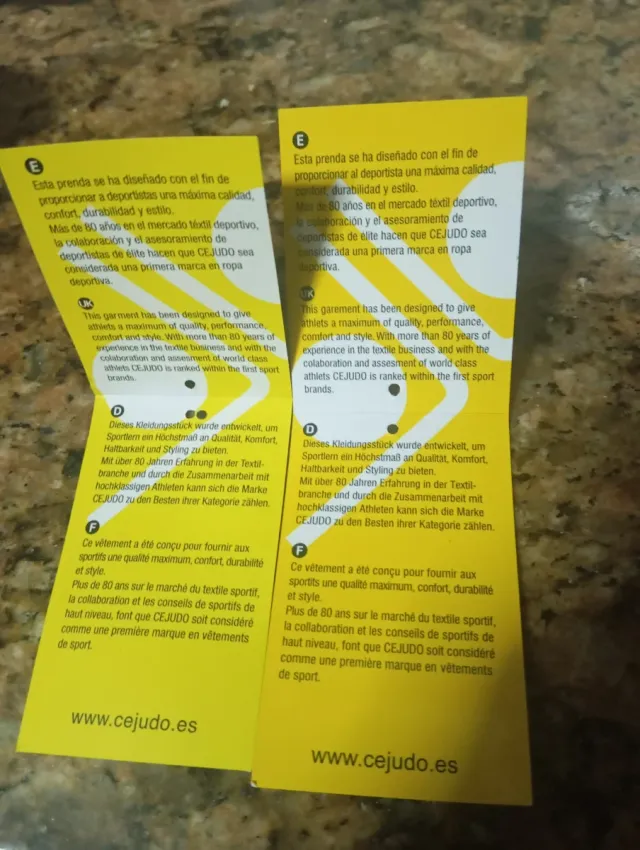 E
Esta prenda se ha diseñado con el fin de
proporcionar a deportistas una máxima calidad,
confort, durabilidad y estilo.
Más de 80 años en el mercado téxtil deportivo,
la colaboración y el asesoramiento de
deportistas de élite hacen que CEJUDO sea
considerada una primera marca en ropa
deportiva.
UK
This garment has been designed to give
athlets a maximum of quality, performance,
comfort and style. With more than 80 years of
experience in the textile business and with the
colaboration and assesment of world class
athlets CEJUDO is ranked within the first sport
brands.
D
Dieses Kleidungsstück wurde entwickelt, um
Sportlern ein Höchstmaß an Qualität, Komfort,
Haltbarkeit und Styling zu bieten.
Mit über 80 Jahren Erfahrung in der Textil-
branche und durch die Zusammenarbeit mit
hochklassigen Athleten kann sich die Marke
CEJUDO zu den Besten ihrer Kategorie zählen.
F
Ce vêtement a été conçu pour fournir aux
sportifs une qualité maximum, confort, durabilité
et style.
Plus de 80 ans sur le marché du textile sportif,
la collaboration et les conseils de sportifs de
haut niveau, font que CEJUDO soit considéré
comme une première marque en vêtements
de sport.
www.cejudo.es
E
Esta prenda se ha diseñado con el fin de
proporcionar al deportista una máxima calidad,
confort, durabilidad y estilo.
Más de 80 años en el mercado téxtil deportivo,
la colaboración y el asesoramiento de
deportistas de élite hacen que CEJUDO sea
considerada una primera marca en ropa
deportiva.
UK
This garement has been designed to give
athlets a maximum of quality, performance,
comfort and style. With more than 80 years of
experience in the textile business and with the
colaboration and assesment of world class
athlets CEJUDO is ranked within the first sport
brands.
D
Dieses Kleidungsstück wurde entwickelt, um
Sportlern ein Höchstmaß an Qualität, Komfort,
Haltbarkeit und Styling zu bieten.
Mit über 80 Jahren Erfahrung in der Textil-
branche und durch die Zusammenarbeit mit
hochklassigen Athleten kann sich die Marke
CEJUDO zu den Besten ihrer Kategorie zählen.
F
Ce vêtement a été conçu pour fournir aux
sportifs une qualité maximum, confort, durabilité
et style.
Plus de 80 ans sur le marché du textile sportif,
la collaboration et les conseils de sportifs de
haut niveau, font que CEJUDO soit considéré
comme une première marque en vêtements
de sport.
www.cejudo.es